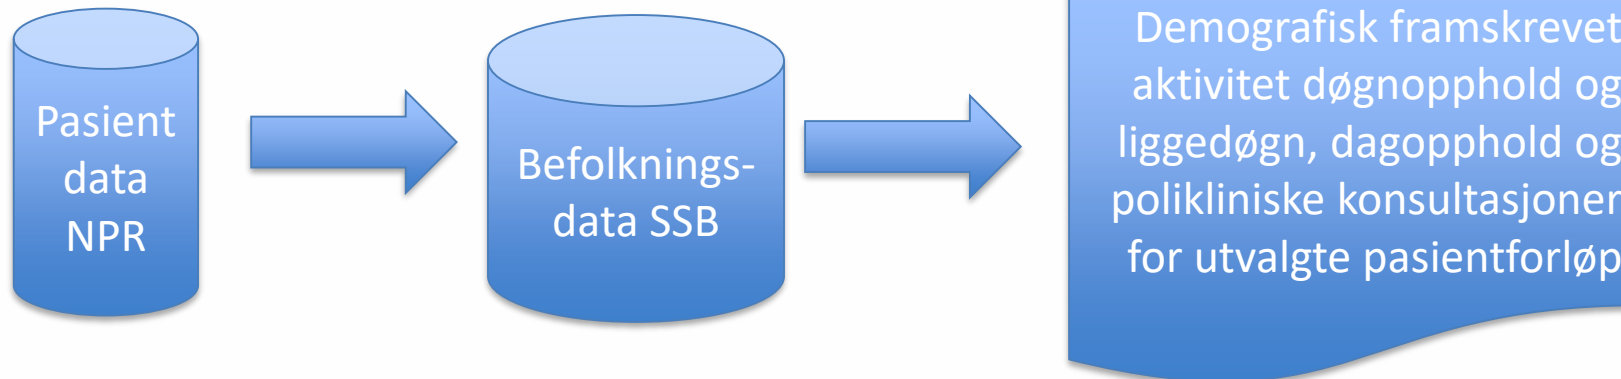 Pasient
data
NPR
Befolknings-
data SSB
Demografisk framskrevet
aktivitet døgnopphold og
liggedøgn, dagopphold og
polikliniske konsultasjoner
for utvalgte pasientforløp